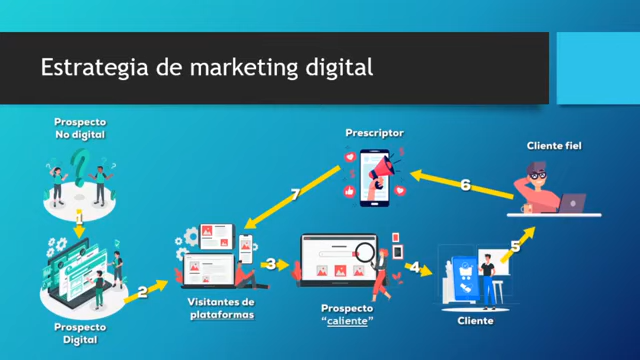 Estrategia de marketing digital
Prospecto
No digital
Prescriptor
Cliente fiel
7
6
1
2
3
4
5
Visitantes de
plataformas
Prospecto
"caliente"
Cliente
Prospecto
Digital